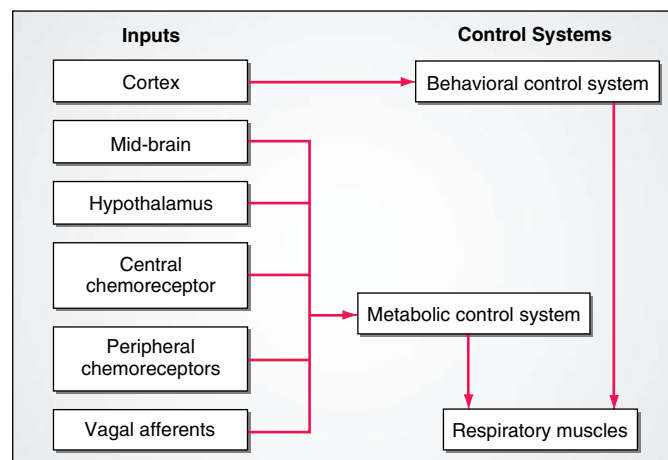 Inputs
Control Systems
Cortex
Behavioral control system
Mid-brain
Hypothalamus
Central
chemoreceptor
Metabolic control system
Peripheral
chemoreceptors
Vagal afferents
Respiratory muscles